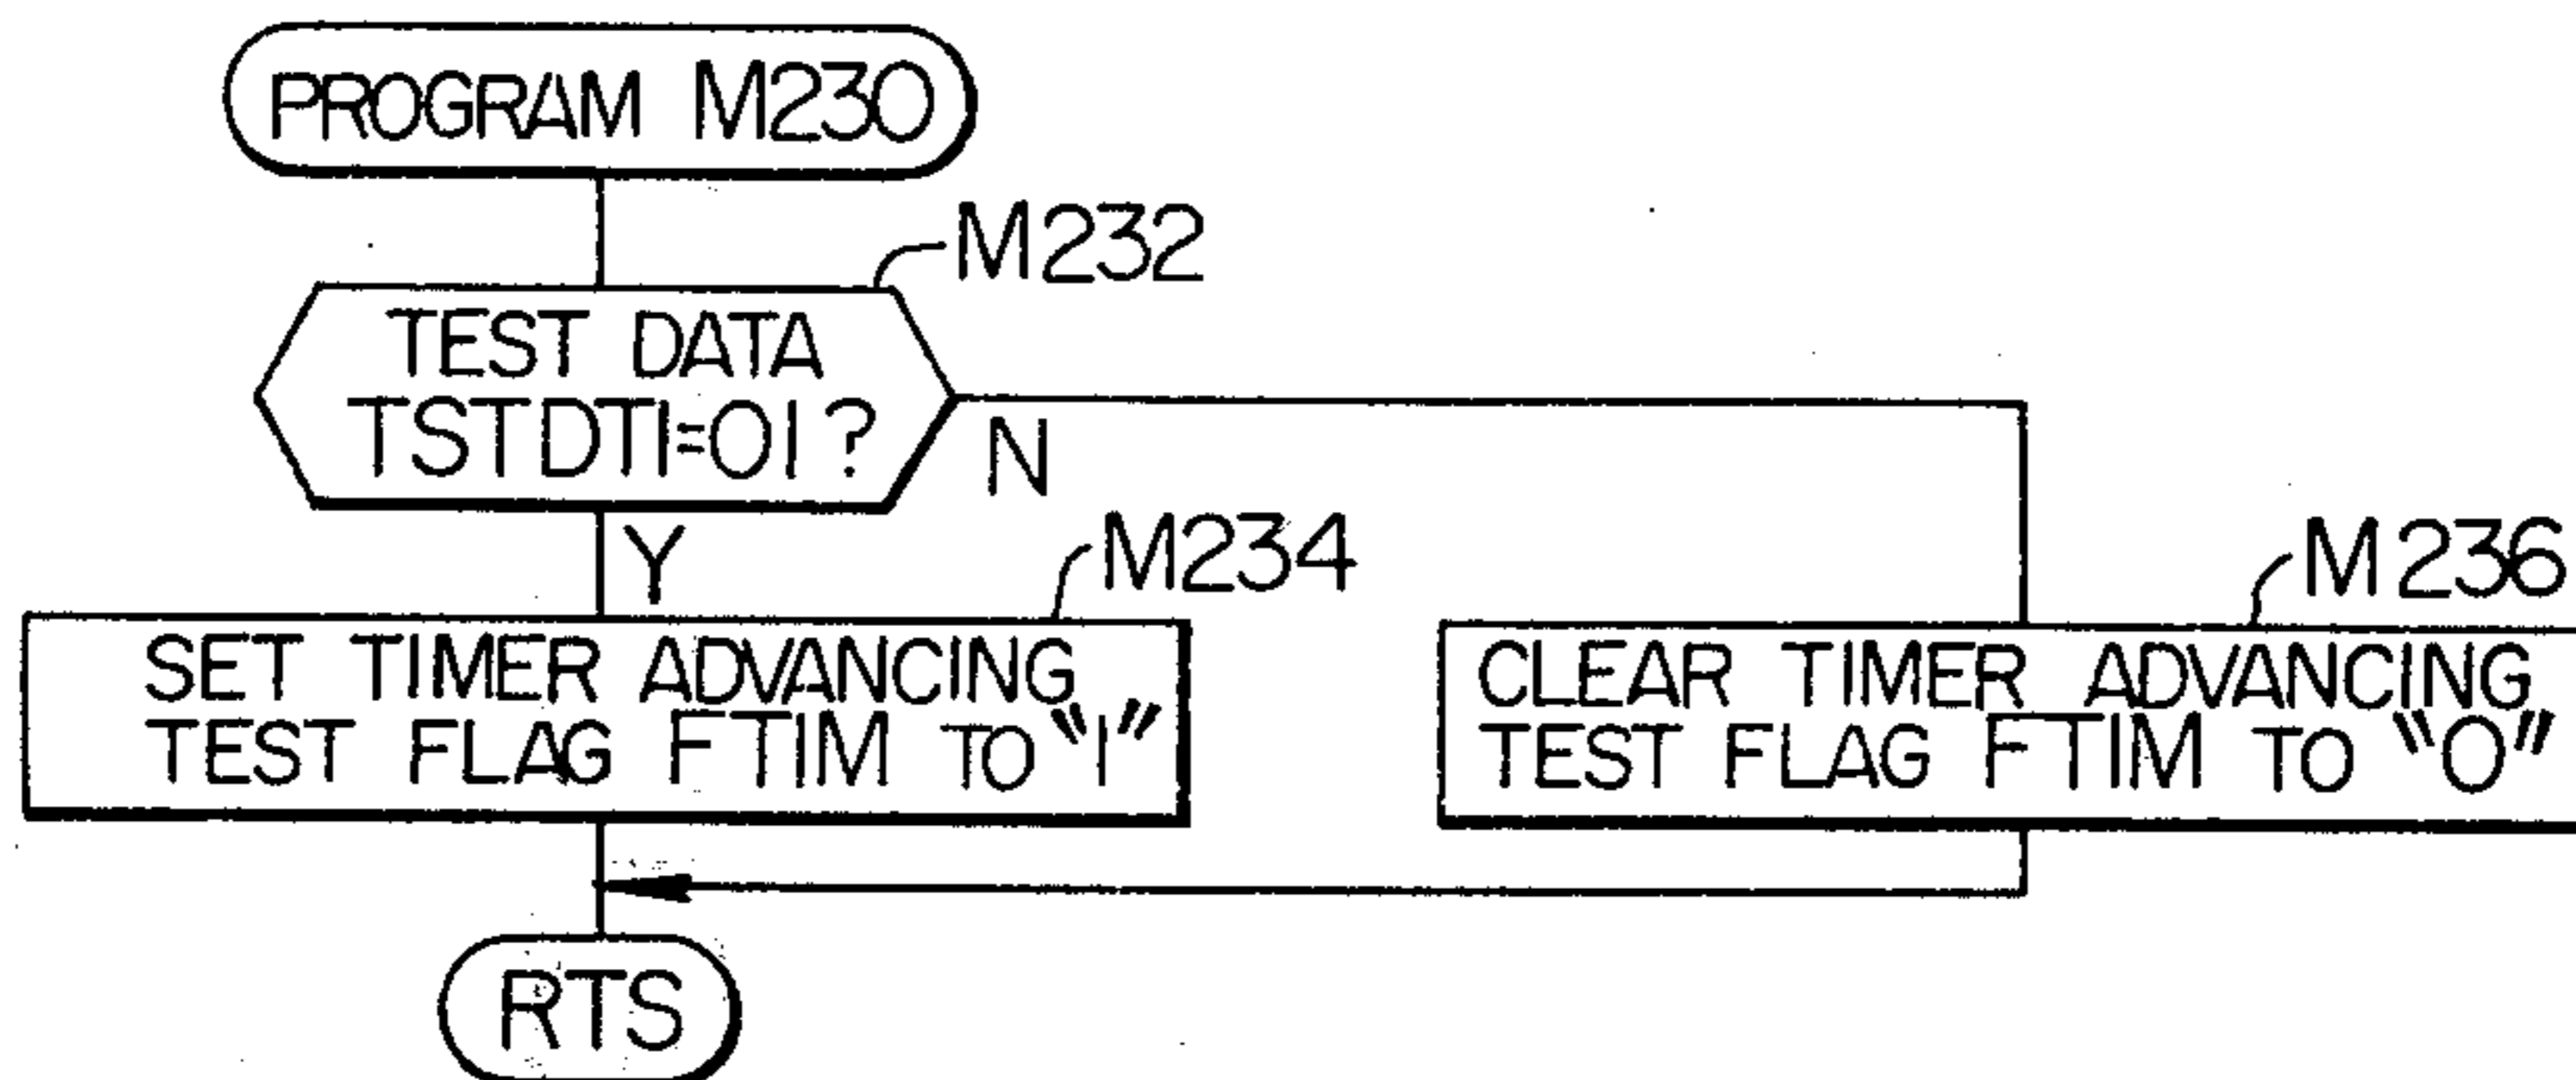 PROGRAM M230
M232
TEST DATA
TSTDT1=01?
N
Y
M234
SET TIMER ADVANCING
TEST FLAG FTIM TO "1"
M236
CLEAR TIMER ADVANCING
TEST FLAG FTIM TO "0"
RTS